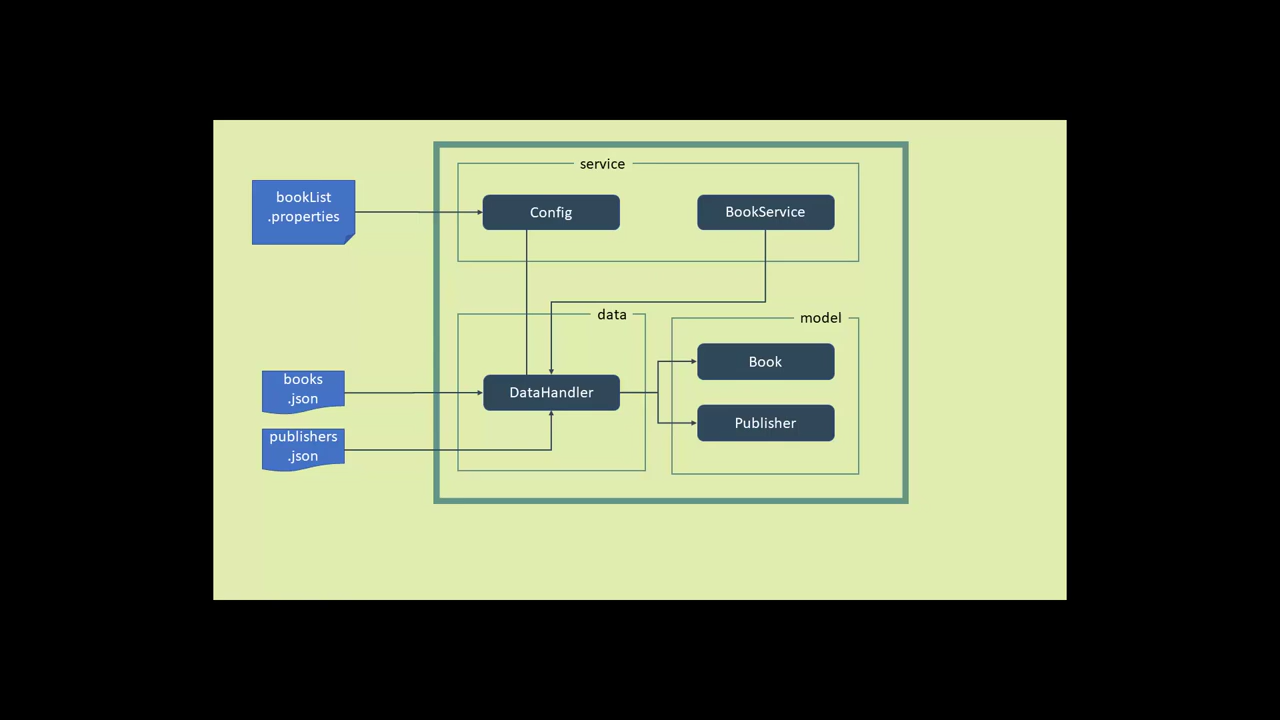 service
bookList
.properties
Config
BookService
data
model
Book
books
.json
DataHandler
Publisher
publishers
.json